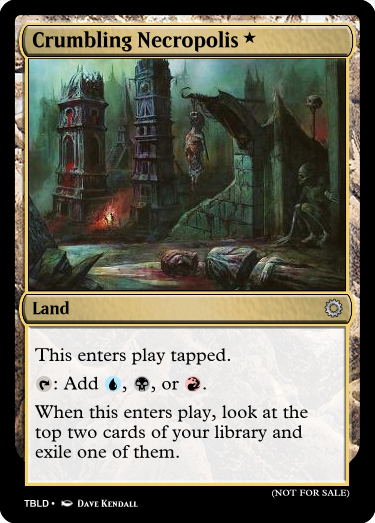 Crumbling Necropolis ★
Land
This enters play tapped.
: Add , , or .
When this enters play, look at the
top two cards of your library and
exile one of them.
(NOT FOR SALE)
TBLD • DAVE KENDALL